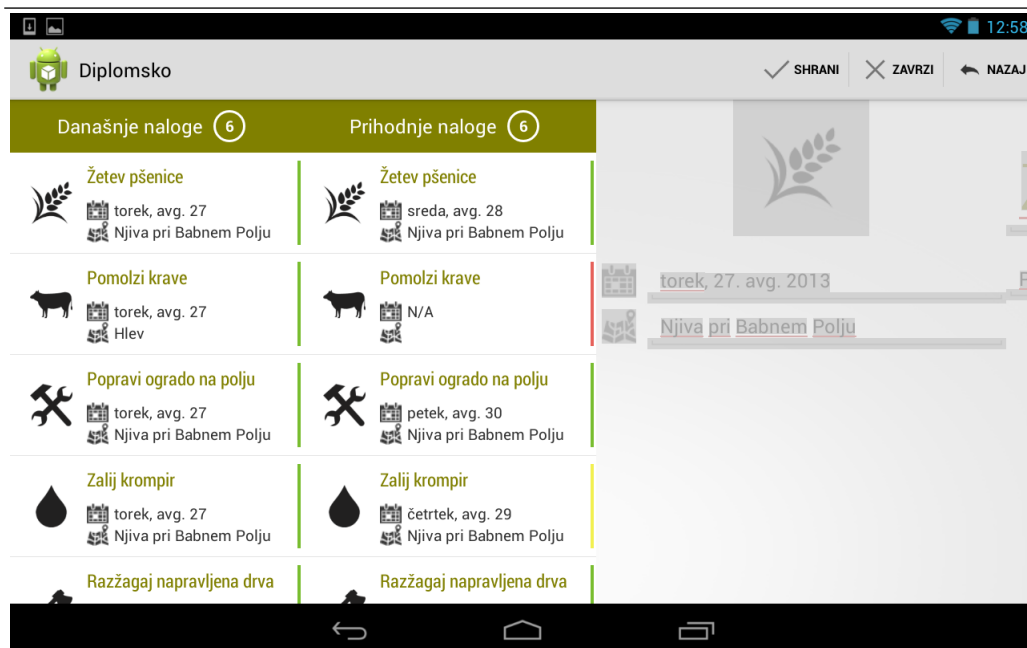 12:58
Diplomsko
SHRANI
ZAVRZI
NAZAJ
Današnje naloge 6
Prihodnje naloge 6
Žetev pšenice
torek, avg. 27
Njiva pri Babnem Polju
Pomolzi krave
torek, avg. 27
Hlev
Popravi ogrado na polju
torek, avg. 27
Njiva pri Babnem Polju
Zalij krompir
torek, avg. 27
Njiva pri Babnem Polju
Razžagaj napravljena drva
Žetev pšenice
sreda, avg. 28
Njiva pri Babnem Polju
Pomolzi krave
N/A
Popravi ogrado na polju
petek, avg. 30
Njiva pri Babnem Polju
Zalij krompir
četrtek, avg. 29
Njiva pri Babnem Polju
Razžagaj napravljena drva
torek, 27. avg. 2013
Njiva pri Babnem Polju